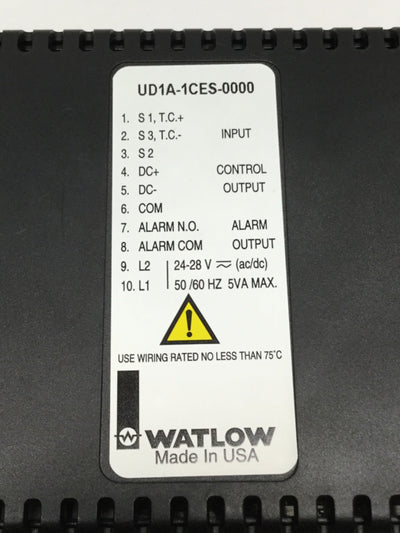 UD1A-1CES-0000
1. S 1, T.C.+
2. S 3, T.C.- INPUT
3. S 2
4. DC+ CONTROL
5. DC- OUTPUT
6. COM
7. ALARM N.O. ALARM
8. ALARM COM OUTPUT
9. L2 24-28 V ⎓ (ac/dc)
10. L1 50 /60 HZ 5VA MAX.
USE WIRING RATED NO LESS THAN 75°C
WATLOW
Made In USA